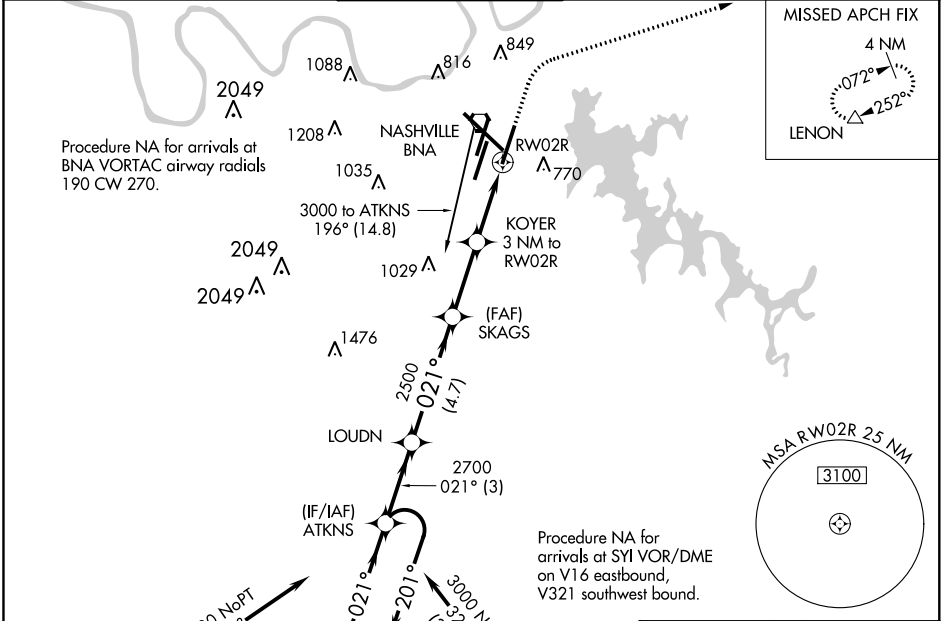 MISSED APCH FIX
4 NM
072°
252°
LENON
849
816
1088
2049
1208
NASHVILLE
BNA
RW02R
770
Procedure NA for arrivals at
BNA VORTAC airway radials
190 CW 270.
1035
3000 to ATKNS
196° (14.8)
KOYER
3 NM to
RW02R
2049
1029
2049
(FAF)
SKAGS
1476
2500
021°
(4.7)
LOUDN
2700
021° (3)
MSA RW02R 25 NM
3100
(IF/IAF)
ATKNS
Procedure NA for
arrivals at SYI VOR/DME
on V16 eastbound,
V321 southwest bound.
NoPT
021°
201°
3000